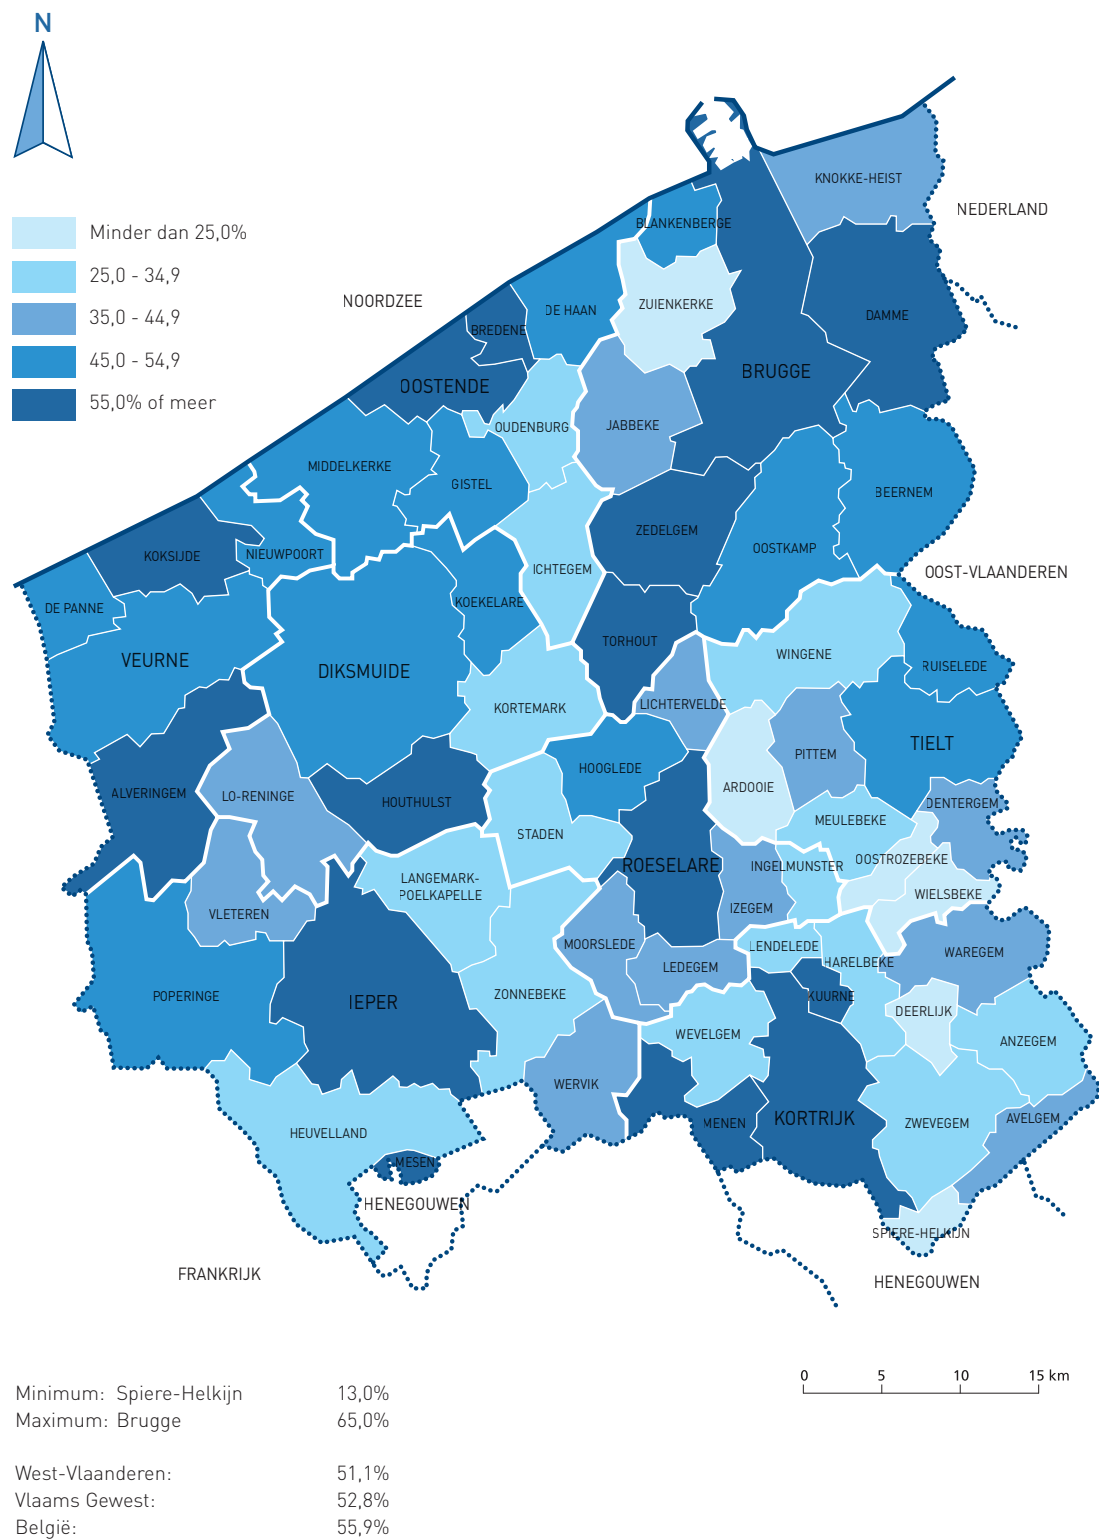 N
Minder dan 25,0%
25,0 - 34,9
35,0 - 44,9
45,0 - 54,9
55,0% of meer
NOORDZEE
NEDERLAND
OOST-VLAANDEREN
KNOKKE-HEIST
BLANKENBERGE
ZUIENKERKE
DE HAAN
BREDENE
DAMME
BRUGGE
OOSTENDE
OUDENBURG
JABBEKE
MIDDELKERKE
GISTEL
BEERNEM
ZEDELGEM
OOSTKAMP
KOKSIJDE
NIEUWPOORT
ICHTEGEM
DE PANNE
KOEKELARE
TORHOUT
WINGENE
VEURNE
DIKSMUIDE
RUISELEDE
KORTEMARK
LICHTERVELDE
TIELT
PITTEM
HOOGLEDE
ARDOOIE
ALVERINGEM
LO-RENINGE
HOUTHULST
DENTERGEM
STADEN
MEULEBEKE
ROESELARE
INGELMUNSTER
OOSTROZEBEKE
LANGEMARK-
POELKAPELLE
WIELSBEKE
VLETEREN
IZEGEM
MOORSLEDE
LENDELEDE
HARELBEKE
WAREGEM
LEDEGEM
POPERINGE
IEPER
ZONNEBEKE
KUURNE
DEERLIJK
WEVELGEM
ANZEGEM
WERVIK
HEUVELLAND
MENEN
KORTRIJK
ZWEVEGEM
AVELGEM
MESEN
HENEGOUWEN
SPIERE-HELKIJN
FRANKRIJK
HENEGOUWEN
0 5 10 15 km
Minimum: Spiere-Helkijn 13,0%
Maximum: Brugge 65,0%
West-Vlaanderen: 51,1%
Vlaams Gewest: 52,8%
België: 55,9%